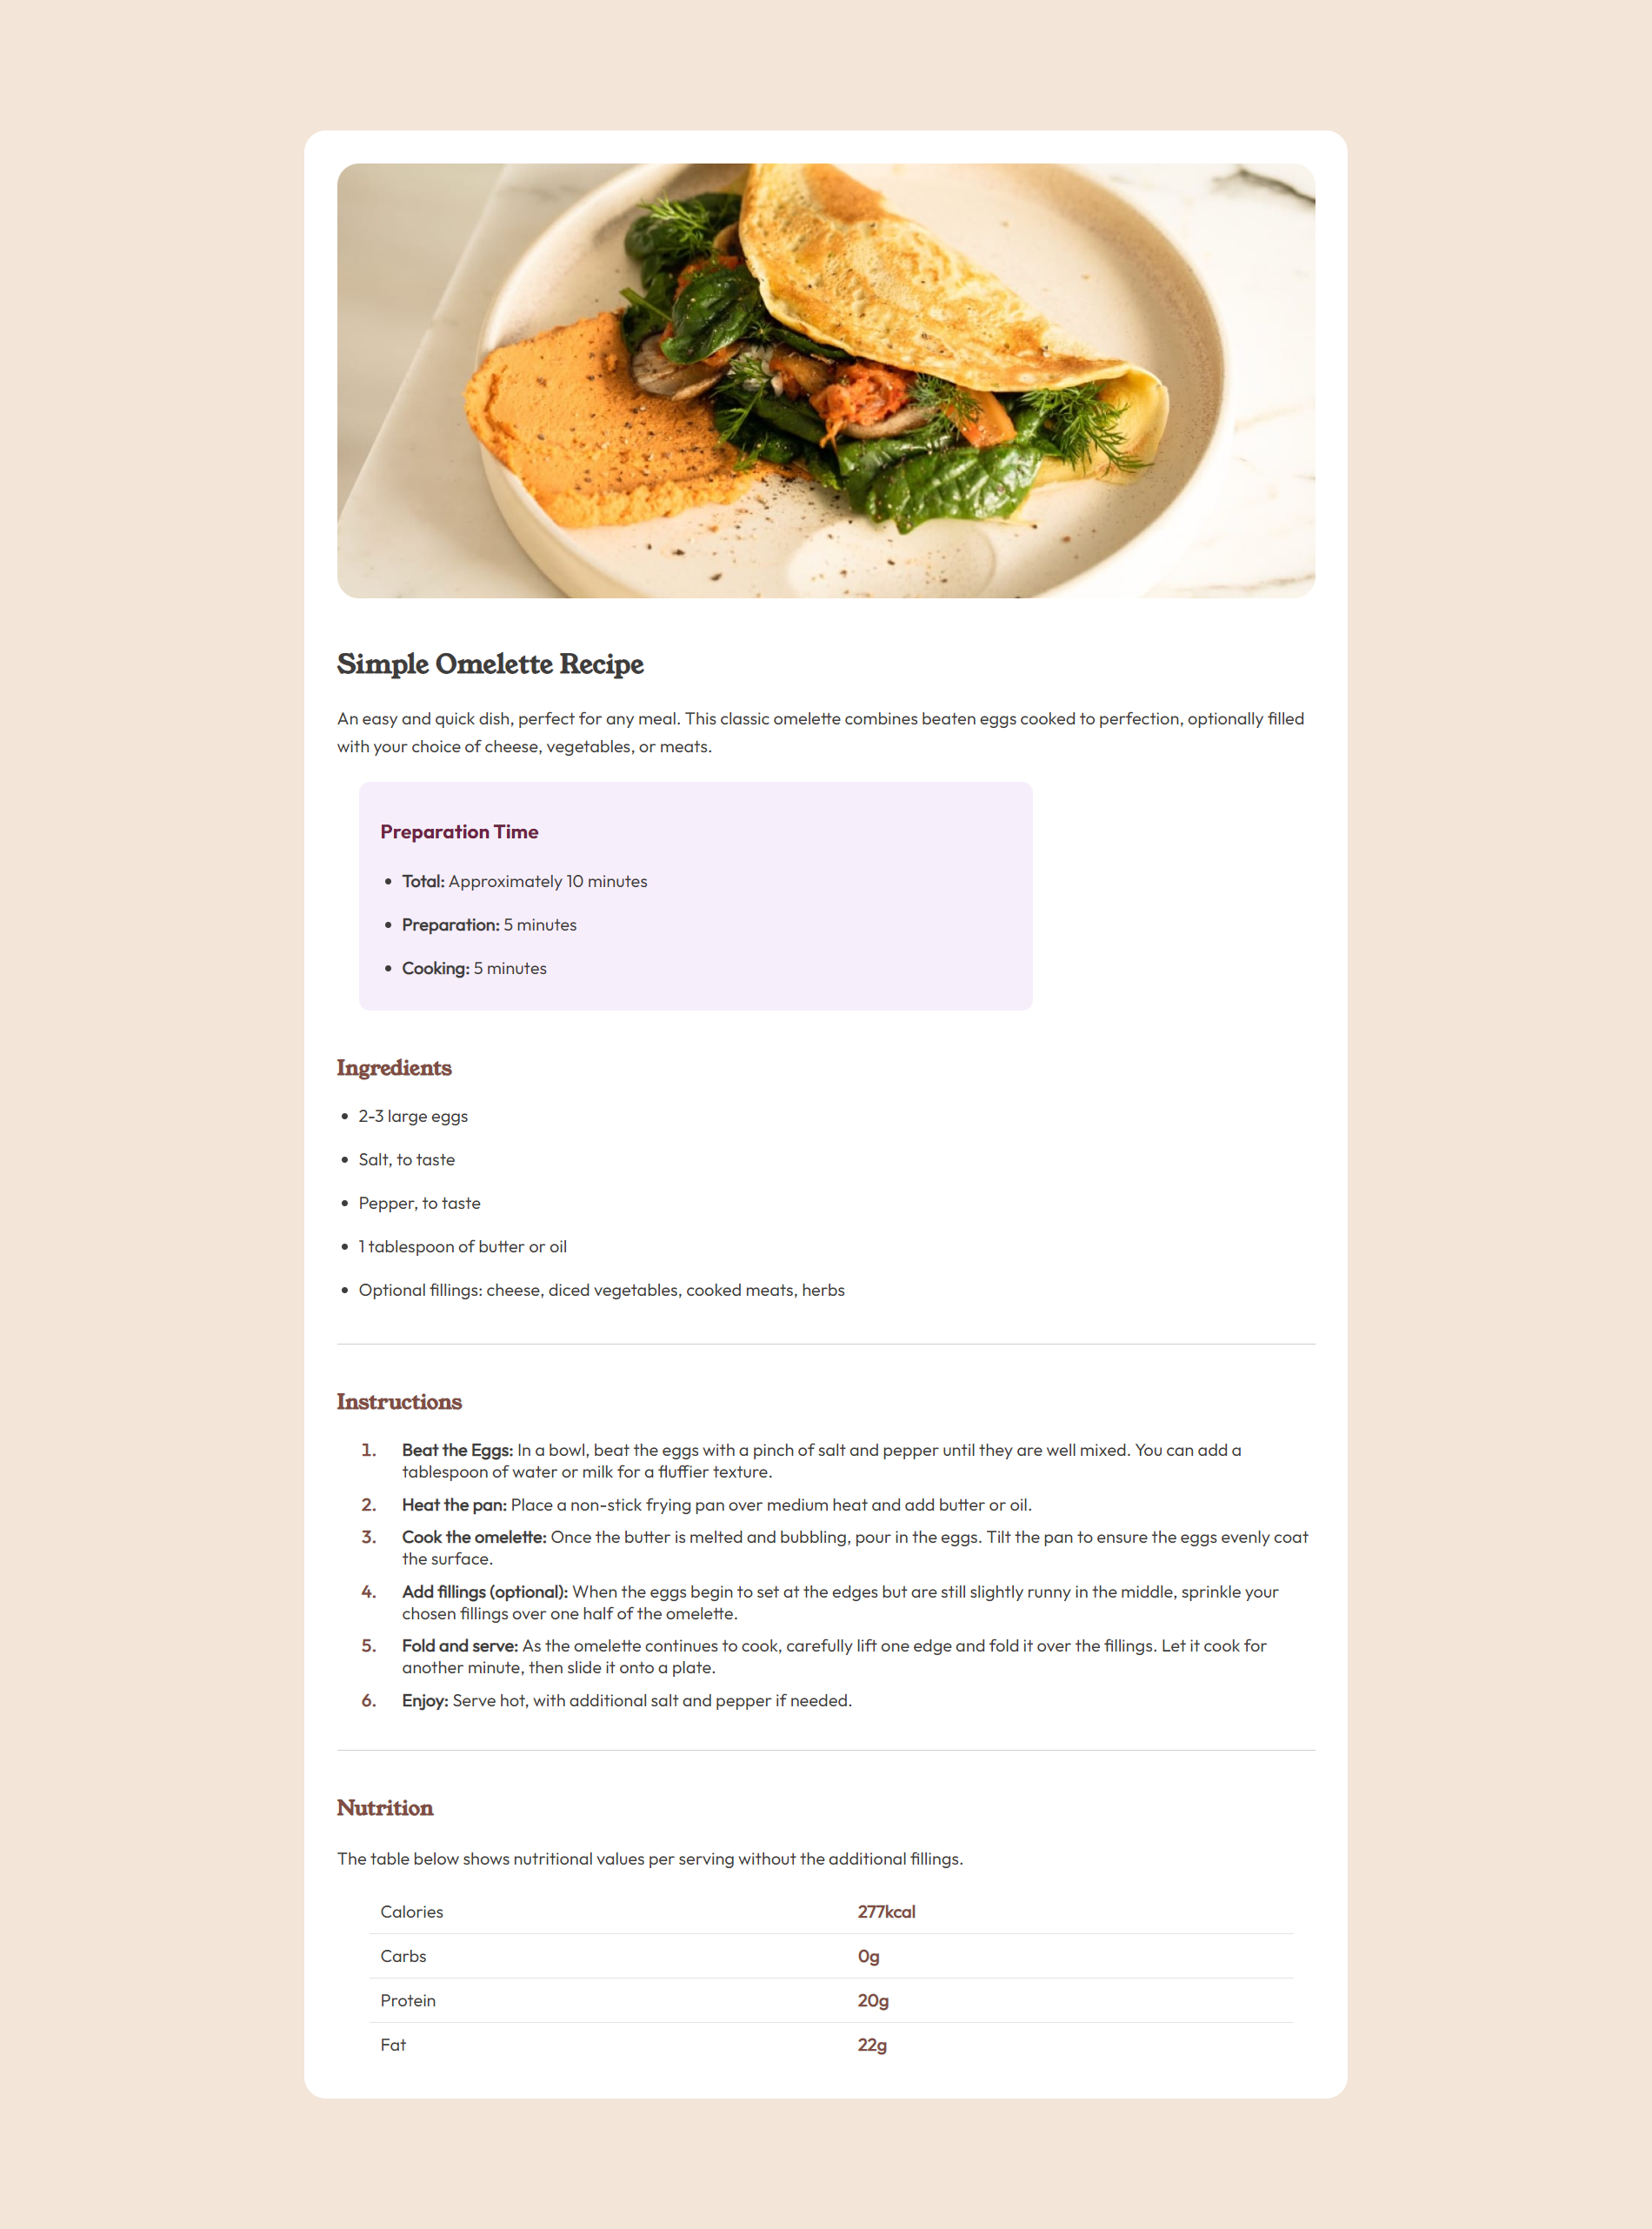 Simple Omelette Recipe
An easy and quick dish, perfect for any meal. This classic omelette combines beaten eggs cooked to perfection, optionally filled
with your choice of cheese, vegetables, or meats.
Preparation Time
• Total: Approximately 10 minutes
• Preparation: 5 minutes
• Cooking: 5 minutes
Ingredients
• 2-3 large eggs
• Salt, to taste
• Pepper, to taste
• 1 tablespoon of butter or oil
• Optional fillings: cheese, diced vegetables, cooked meats, herbs
Instructions
1. Beat the Eggs: In a bowl, beat the eggs with a pinch of salt and pepper until they are well mixed. You can add a
tablespoon of water or milk for a fluffier texture.
2. Heat the pan: Place a non-stick frying pan over medium heat and add butter or oil.
3. Cook the omelette: Once the butter is melted and bubbling, pour in the eggs. Tilt the pan to ensure the eggs evenly coat
the surface.
4. Add fillings (optional): When the eggs begin to set at the edges but are still slightly runny in the middle, sprinkle your
chosen fillings over one half of the omelette.
5. Fold and serve: As the omelette continues to cook, carefully lift one edge and fold it over the fillings. Let it cook for
another minute, then slide it onto a plate.
6. Enjoy: Serve hot, with additional salt and pepper if needed.
Nutrition
The table below shows nutritional values per serving without the additional fillings.
Calories 277kcal
Carbs 0g
Protein 20g
Fat 22g